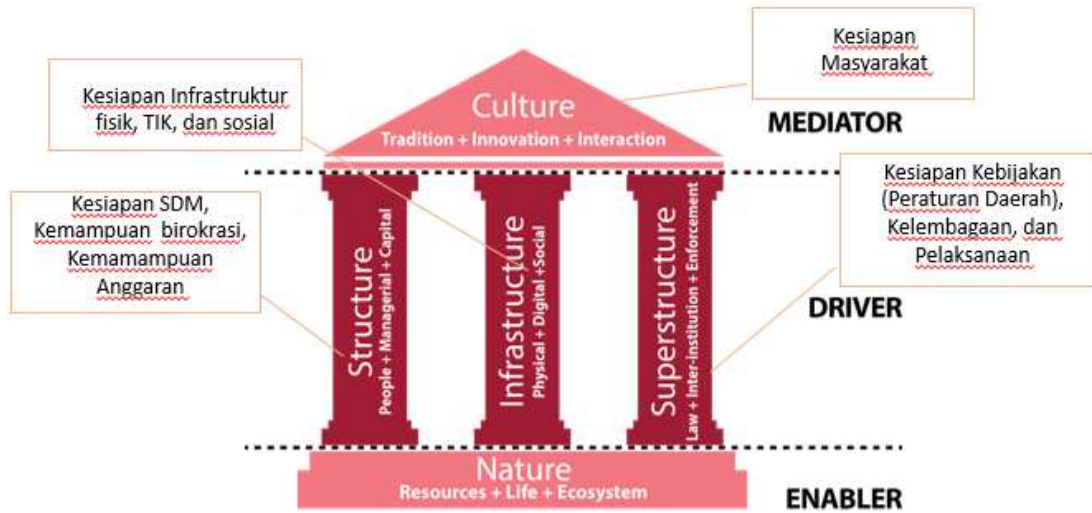 Kesiapan
Masyarakat
Kesiapan Infrastruktur
fisik, TIK, dan sosial
Culture
Tradition + Innovation + Interaction
MEDIATOR
Kesiapan SDM,
Kemampuan birokrasi,
Kemamampuan
Anggaran
Kesiapan Kebijakan
(Peraturan Daerah),
Kelembagaan, dan
Pelaksanaan
Structure
People + Managerial + Capital
Infrastructure
Physical + Digital +Social
Superstructure
Law + Inter-Institution + Enforcement
DRIVER
Nature
Resources + Life + Ecosystem
ENABLER